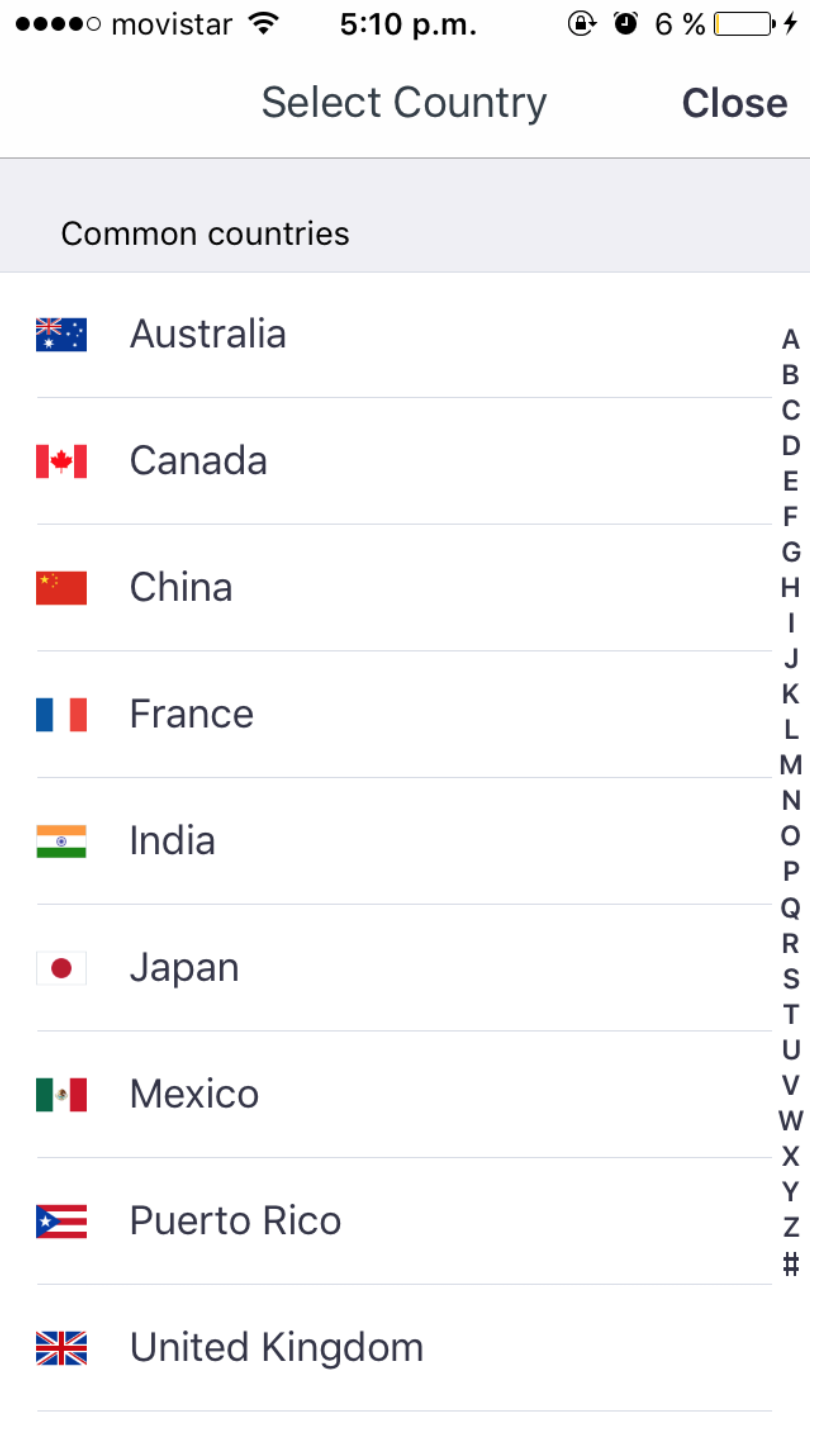 movistar 5:10 p.m. 6 %
Select Country Close
Common countries
Australia
Canada
China
France
India
Japan
Mexico
Puerto Rico
United Kingdom
A
B
C
D
E
F
G
H
I
J
K
L
M
N
O
P
Q
R
S
T
U
V
W
X
Y
Z
#